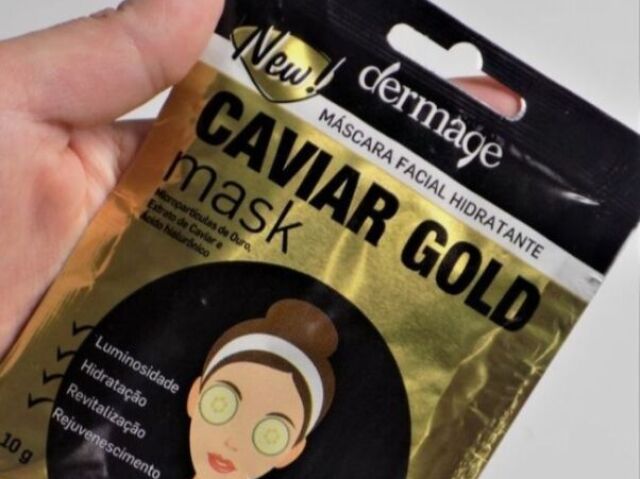 New!
dermage
MÁSCARA FACIAL HIDRATANTE
CAVIAR GOLD
mask
Micropartículas de Ouro,
Extrato de Caviar e
Ácido hialurônico
Luminosidade
Hidratação
Revitalização
Rejuvenescimento
10 g